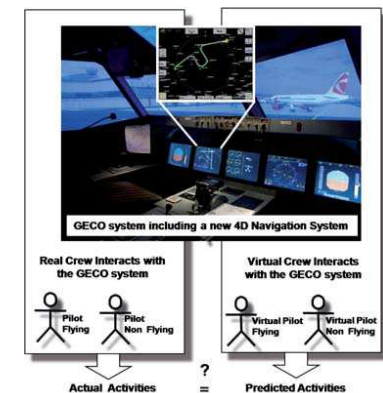 GECO system including a new 4D Navigation System
Real Crew Interacts with
the GECO system
Virtual Crew Interacts
with the GECO system
Pilot
Flying
Pilot
Non Flying
Virtual Pilot
Flying
Virtual Pilot
Non Flying
?
Actual Activities = Predicted Activities